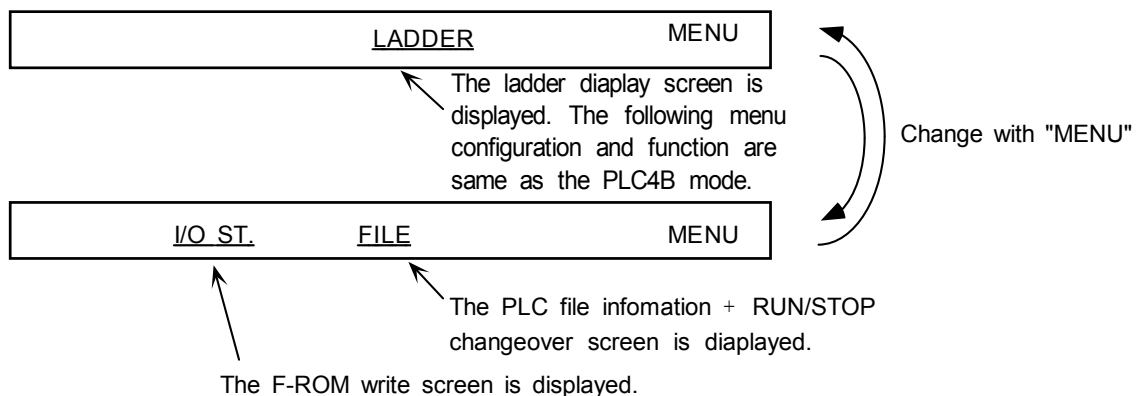 LADDER MENU
The ladder diaplay screen is
displayed. The following menu
configuration and function are
same as the PLC4B mode.
Change with "MENU"
I/O ST. FILE MENU
The PLC file infomation + RUN/STOP
changeover screen is diaplayed.
The F-ROM write screen is displayed.